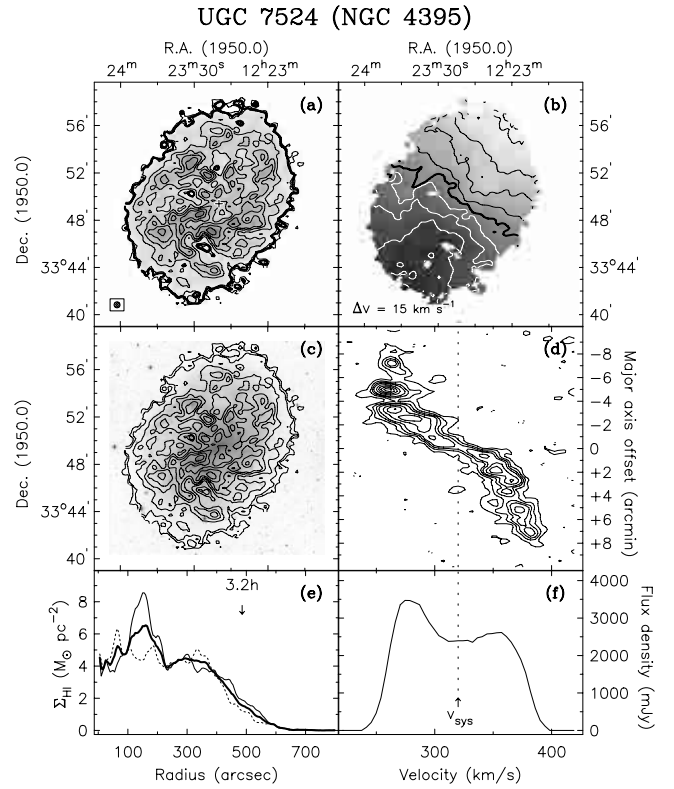 UGC 7524 (NGC 4395)
R.A. (1950.0) R.A. (1950.0)
24ᵐ 23ᵐ30ˢ 12ʰ23ᵐ 24ᵐ 23ᵐ30ˢ 12ʰ23ᵐ
(a) (b)
56'
52'
48'
33°44'
40'
Dec. (1950.0)
ΔV = 15 km s⁻¹
(c) (d)
56'
52'
48'
33°44'
40'
Dec. (1950.0)
−8
−6
−4
−2
0
+2
+4
+6
+8
Major axis offset (arcmin)
(e) (f)
3.2h
8
6
4
2
0
Σ_HI (M_⊙ pc⁻²)
4000
3000
2000
1000
0
Flux density (mJy)
V_sys
100 300 500 700 300 400
Radius (arcsec) Velocity (km/s)